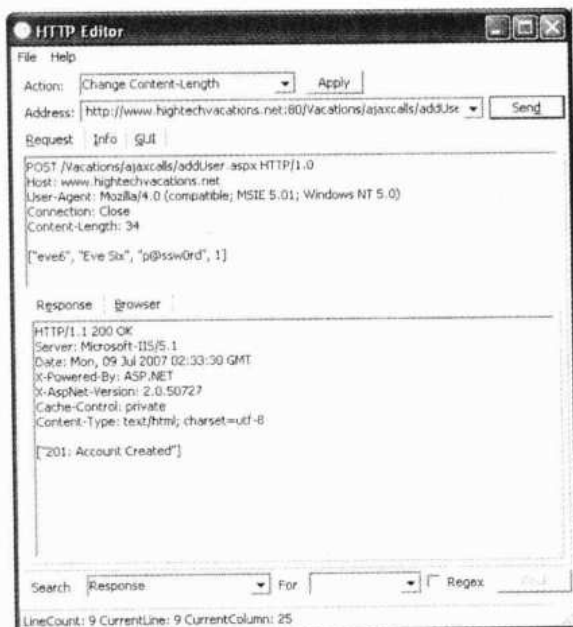 HTTP Editor
File Help
Action: Change Content-Length Apply
Address: http://www.hightechvacations.net:80/Vacations/ajaxcalls/addUse Send
Request Info GUI
POST /Vacations/ajaxcalls/addUser.aspx HTTP/1.0
Host: www.hightechvacations.net
User-Agent: Mozilla/4.0 (compatible; MSIE 5.01; Windows NT 5.0)
Connection: Close
Content-Length: 34
["eve6", "Eve Six", "p@ssw0rd", 1]
Response Browser
HTTP/1.1 200 OK
Server: Microsoft-IIS/5.1
Date: Mon, 09 Jul 2007 02:33:30 GMT
X-Powered-By: ASP.NET
X-AspNet-Version: 2.0.50727
Cache-Control: private
Content-Type: text/html; charset=utf-8
["201: Account Created"]
Search Response For Regex
LineCount: 9 CurrentLine: 9 CurrentColumn: 25